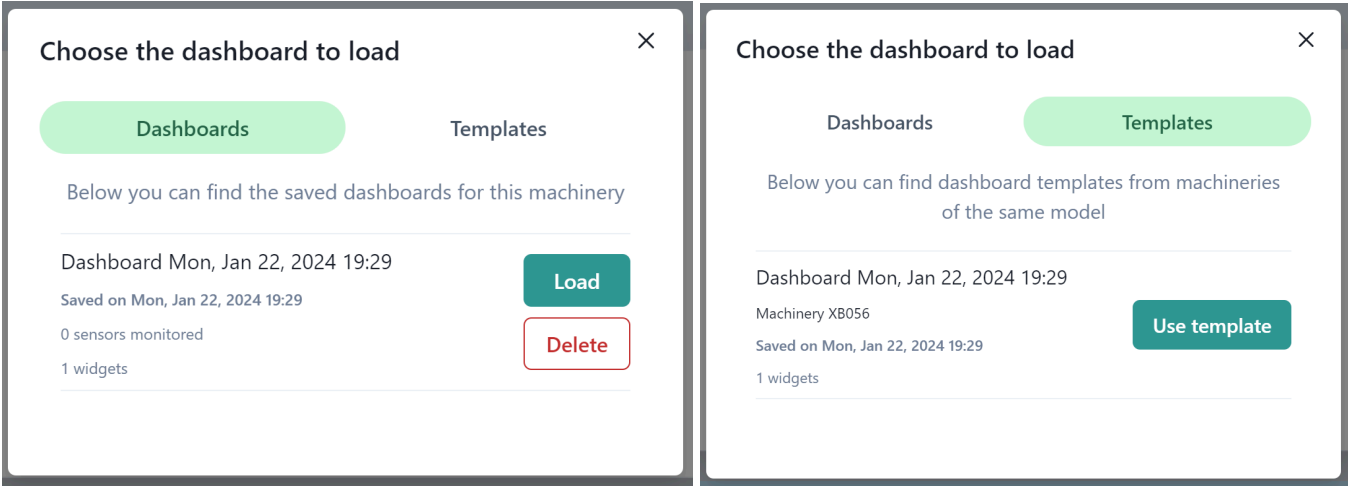 Choose the dashboard to load
Dashboards
Templates
Below you can find the saved dashboards for this machinery
Dashboard Mon, Jan 22, 2024 19:29
Saved on Mon, Jan 22, 2024 19:29
0 sensors monitored
1 widgets
Load
Delete
Choose the dashboard to load
Dashboards
Templates
Below you can find dashboard templates from machineries
of the same model
Dashboard Mon, Jan 22, 2024 19:29
Machinery XB056
Saved on Mon, Jan 22, 2024 19:29
1 widgets
Use template